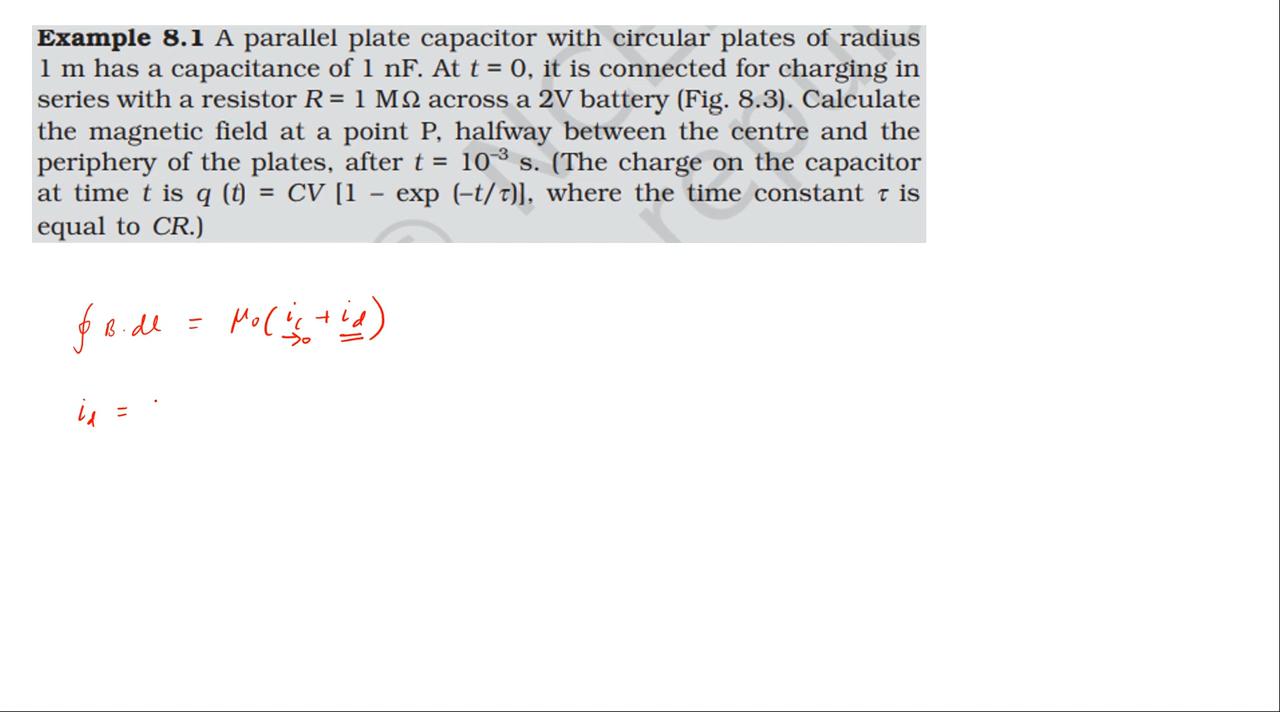 Example 8.1 A parallel plate capacitor with circular plates of radius
1 m has a capacitance of 1 nF. At t = 0, it is connected for charging in
series with a resistor R = 1 MΩ across a 2V battery (Fig. 8.3). Calculate
the magnetic field at a point P, halfway between the centre and the
periphery of the plates, after t = 10⁻³ s. (The charge on the capacitor
at time t is q (t) = CV [1 – exp (–t/τ)], where the time constant τ is
equal to CR.)
∮ B.dl = μ₀(i_c + i_d)
→0
i_d =